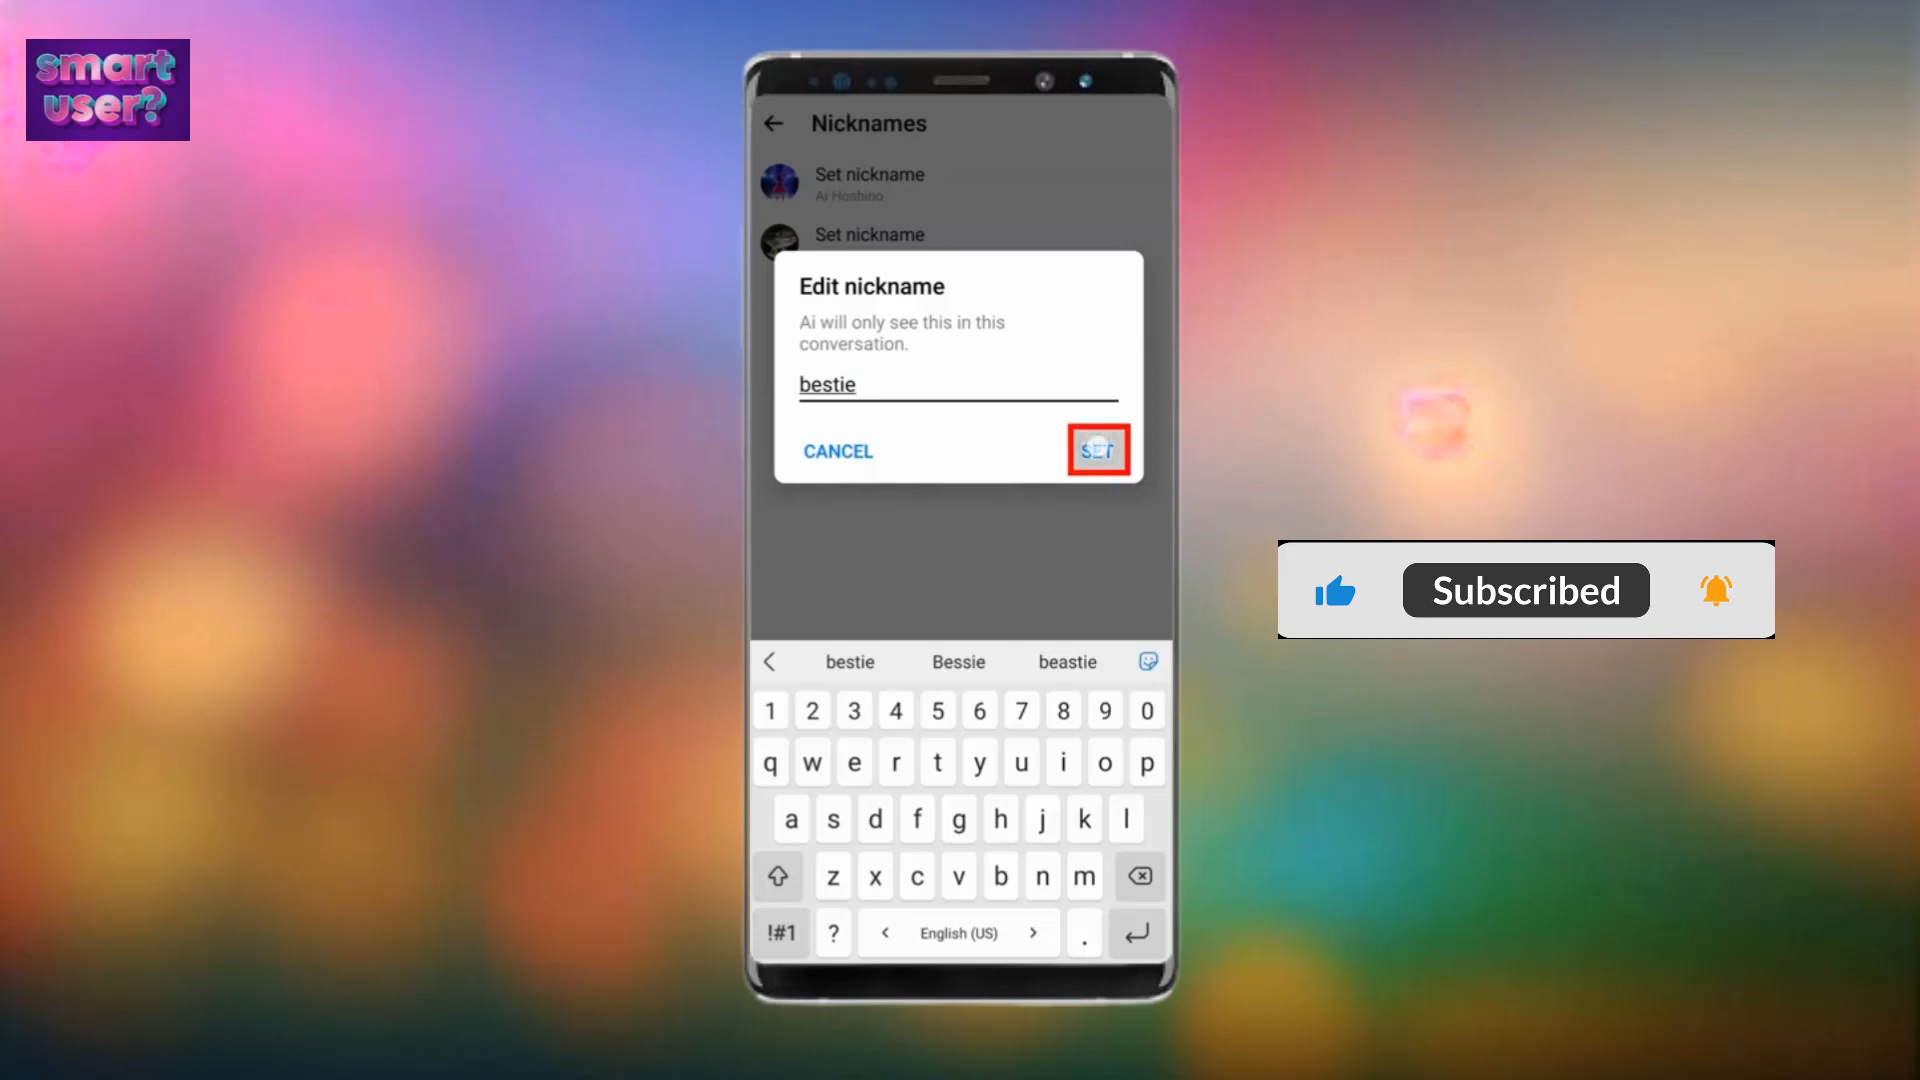 smart
user?
Nicknames
Set nickname
Ai Hoshino
Set nickname
Edit nickname
Ai will only see this in this
conversation.
bestie
CANCEL
SET
Subscribed
bestie Bessie beastie
1 2 3 4 5 6 7 8 9 0
q w e r t y u i o p
a s d f g h j k l
z x c v b n m
!#1 ? < English (US) > .